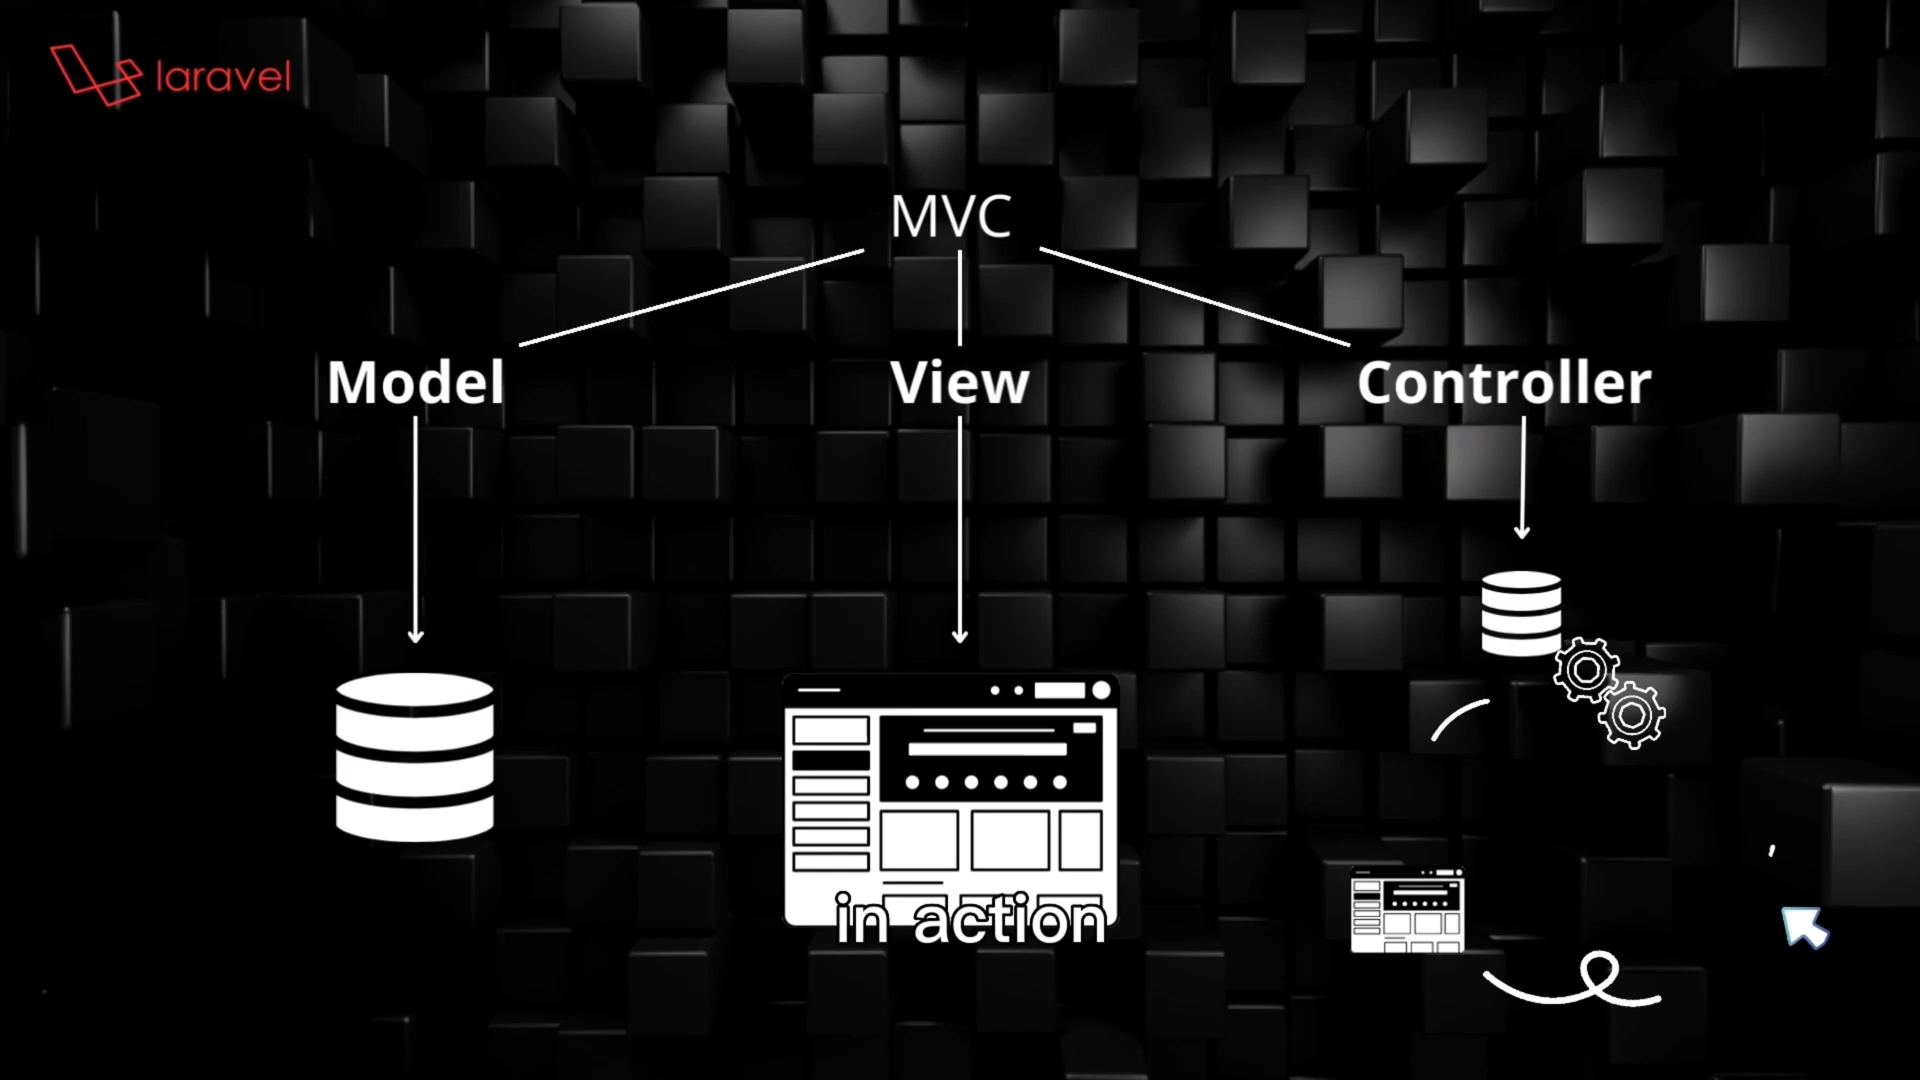 laravel
MVC
Model
View
Controller
in action